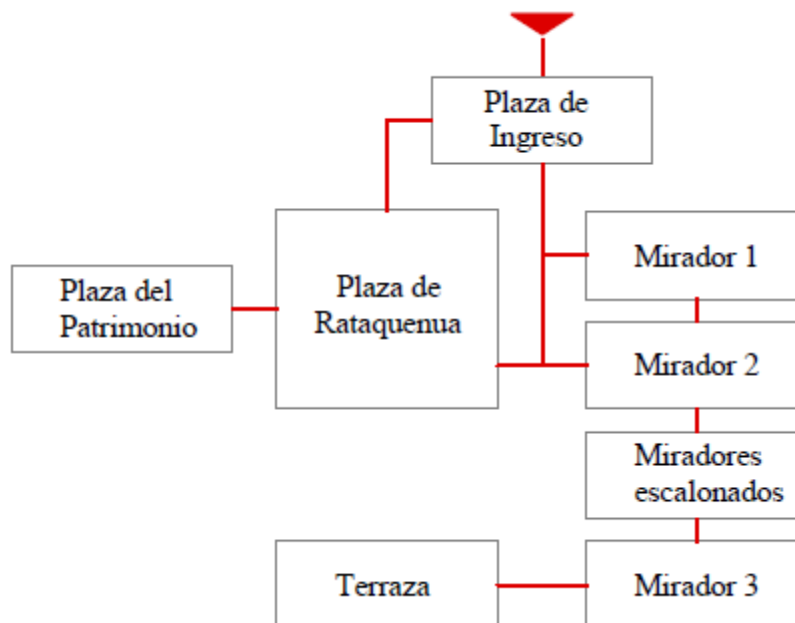 Plaza de
Ingreso
Mirador 1
Plaza del
Patrimonio
Plaza de
Rataquenua
Mirador 2
Miradores
escalonados
Terraza
Mirador 3